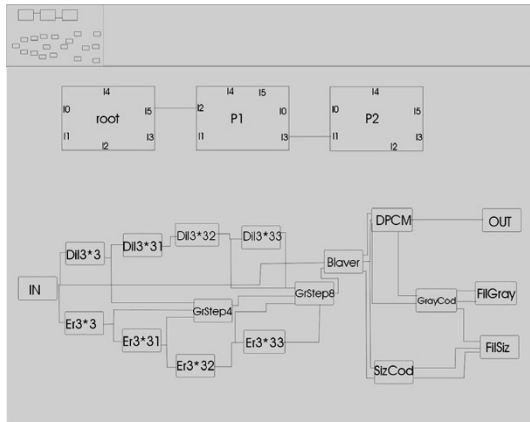 I4 I4 I5 I4
I0 I5 I2 I0 I0 I5
root P1 P2
I1 I3 I1 I3 I1 I3
I2 I2
DPCM OUT
Dil3*32 Dil3*33
Dil3*3 Dil3*31
Blaver
IN GrStep8 GrayCod FilGray
GrStep4
Er3*3
Er3*31 Er3*33 FilSiz
Er3*32 SizCod